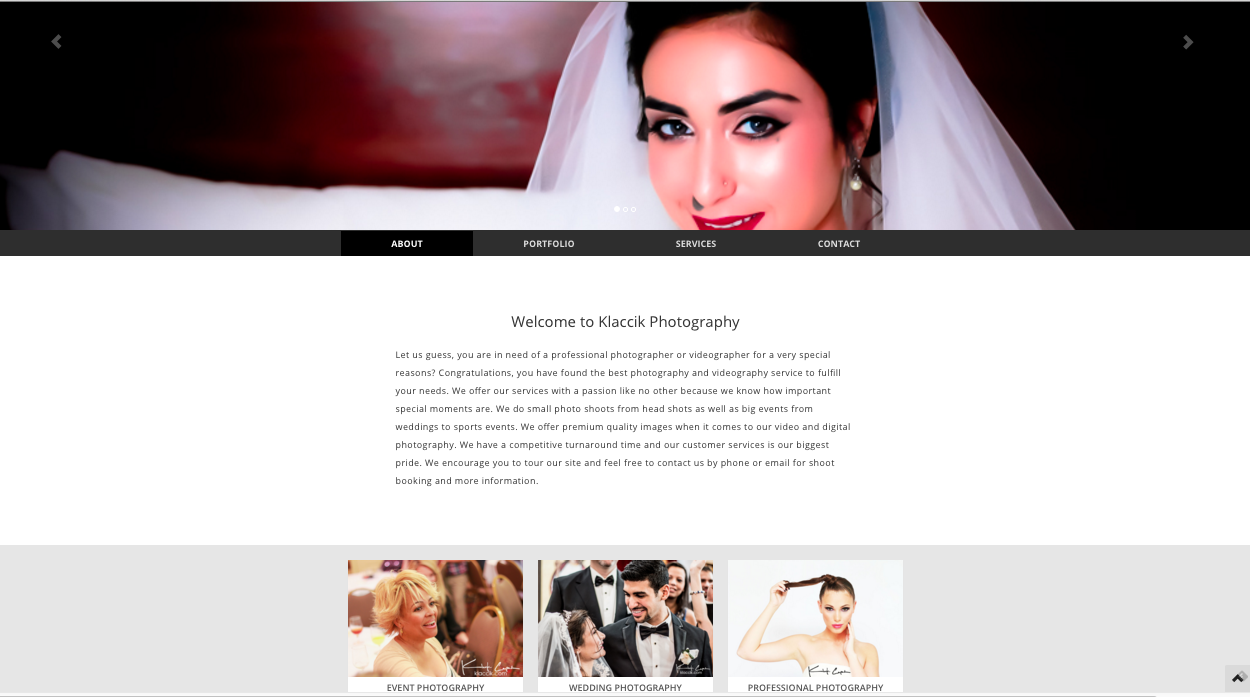 ABOUT PORTFOLIO SERVICES CONTACT
Welcome to Klaccik Photography
Let us guess, you are in need of a professional photographer or videographer for a very special
reasons? Congratulations, you have found the best photography and videography service to fulfill
your needs. We offer our services with a passion like no other because we know how important
special moments are. We do small photo shoots from head shots as well as big events from
weddings to sports events. We offer premium quality images when it comes to our video and digital
photography. We have a competitive turnaround time and our customer services is our biggest
pride. We encourage you to tour our site and feel free to contact us by phone or email for shoot
booking and more information.
EVENT PHOTOGRAPHY WEDDING PHOTOGRAPHY PROFESSIONAL PHOTOGRAPHY